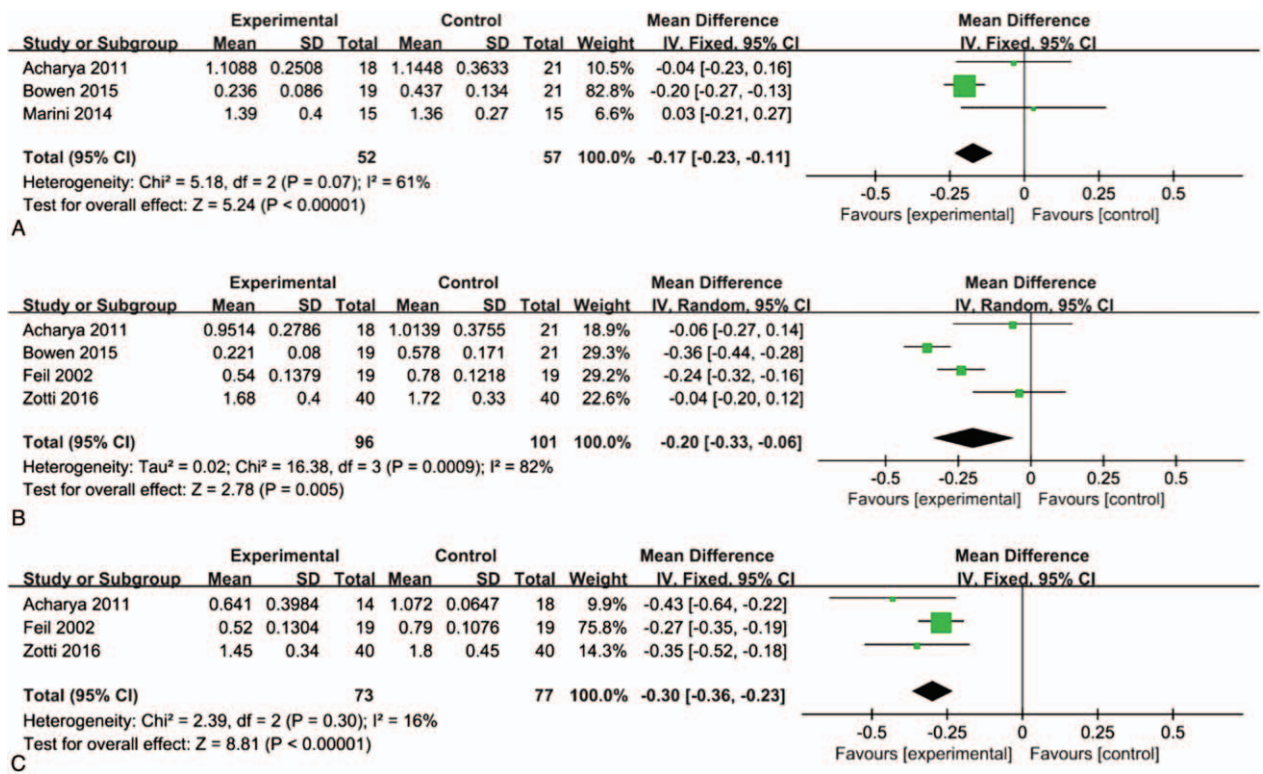 Experimental Control Mean Difference Mean Difference
Study or Subgroup Mean SD Total Mean SD Total Weight IV, Fixed, 95% CI IV, Fixed, 95% CI
Acharya 2011 1.1088 0.2508 18 1.1448 0.3633 21 10.5% -0.04 [-0.23, 0.16]
Bowen 2015 0.236 0.086 19 0.437 0.134 21 82.8% -0.20 [-0.27, -0.13]
Marini 2014 1.39 0.4 15 1.36 0.27 15 6.6% 0.03 [-0.21, 0.27]
Total (95% CI) 52 57 100.0% -0.17 [-0.23, -0.11]
Heterogeneity: Chi² = 5.18, df = 2 (P = 0.07); I² = 61%
Test for overall effect: Z = 5.24 (P < 0.00001)
-0.5 -0.25 0 0.25 0.5
Favours [experimental] Favours [control]
A
Experimental Control Mean Difference Mean Difference
Study or Subgroup Mean SD Total Mean SD Total Weight IV, Random, 95% CI IV, Random, 95% CI
Acharya 2011 0.9514 0.2786 18 1.0139 0.3755 21 18.9% -0.06 [-0.27, 0.14]
Bowen 2015 0.221 0.08 19 0.578 0.171 21 29.3% -0.36 [-0.44, -0.28]
Feil 2002 0.54 0.1379 19 0.78 0.1218 19 29.2% -0.24 [-0.32, -0.16]
Zotti 2016 1.68 0.4 40 1.72 0.33 40 22.6% -0.04 [-0.20, 0.12]
Total (95% CI) 96 101 100.0% -0.20 [-0.33, -0.06]
Heterogeneity: Tau² = 0.02; Chi² = 16.38, df = 3 (P = 0.0009); I² = 82%
Test for overall effect: Z = 2.78 (P = 0.005)
-0.5 -0.25 0 0.25 0.5
Favours [experimental] Favours [control]
B
Experimental Control Mean Difference Mean Difference
Study or Subgroup Mean SD Total Mean SD Total Weight IV, Fixed, 95% CI IV, Fixed, 95% CI
Acharya 2011 0.641 0.3984 14 1.072 0.0647 18 9.9% -0.43 [-0.64, -0.22]
Feil 2002 0.52 0.1304 19 0.79 0.1076 19 75.8% -0.27 [-0.35, -0.19]
Zotti 2016 1.45 0.34 40 1.8 0.45 40 14.3% -0.35 [-0.52, -0.18]
Total (95% CI) 73 77 100.0% -0.30 [-0.36, -0.23]
Heterogeneity: Chi² = 2.39, df = 2 (P = 0.30); I² = 16%
Test for overall effect: Z = 8.81 (P < 0.00001)
-0.5 -0.25 0 0.25 0.5
Favours [experimental] Favours [control]
C